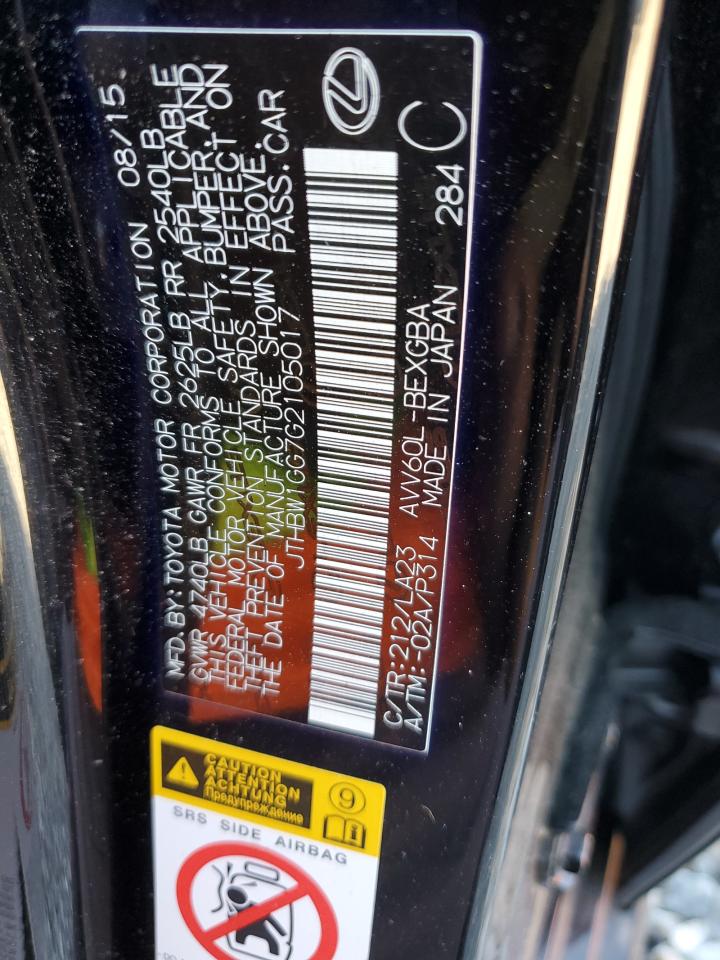 MFD. BY: TOYOTA MOTOR CORPORATION 08/15
GVWR 4740LB GAWR FR 2625LB RR 2540LB
THIS VEHICLE CONFORMS TO ALL APPLICABLE
FEDERAL MOTOR VEHICLE SAFETY, BUMPER, AND
THEFT PREVENTION STANDARDS IN EFFECT ON
THE DATE OF MANUFACTURE SHOWN ABOVE.
JTHBW1GG7G2105017 PASS. CAR
C/TR: 212/LA23 AVV60L-BEXGBA
A/TM: -02A/P314 MADE IN JAPAN 284 C
CAUTION
ATTENTION
ACHTUNG
Предупреждение
9
SRS SIDE AIRBAG